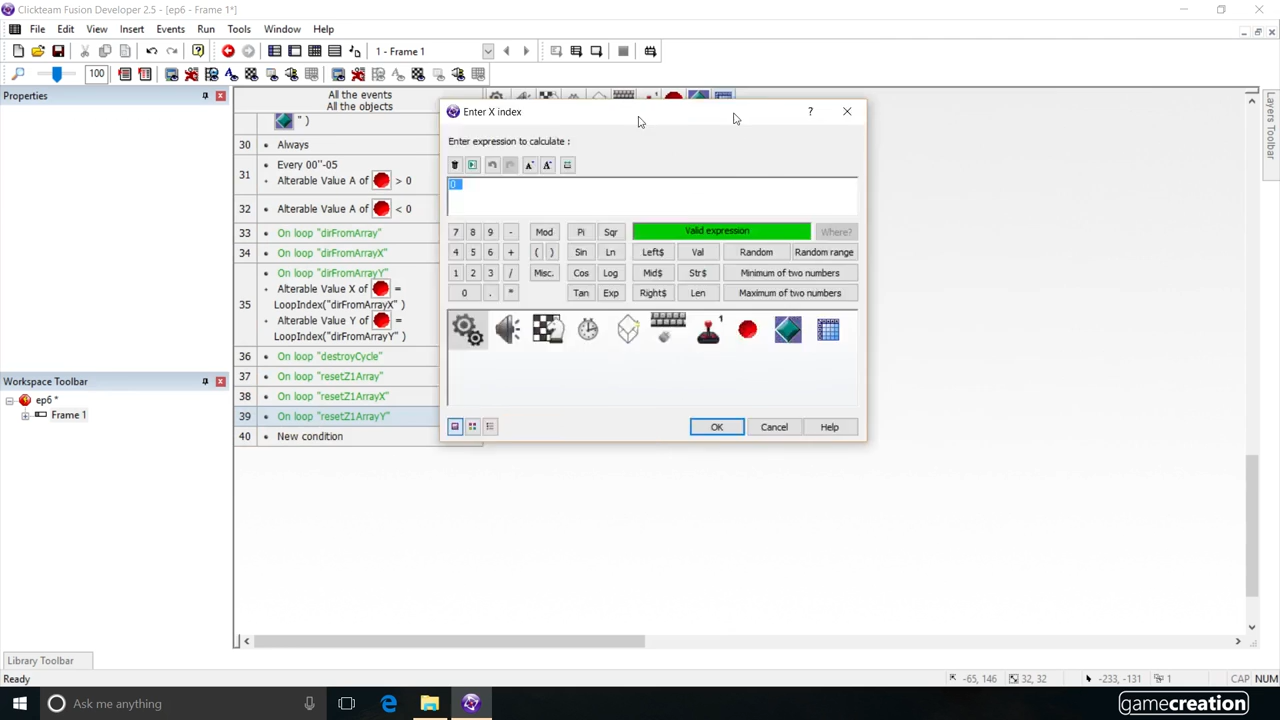 Clickteam Fusion Developer 2.5 - [ep6 - Frame 1*]
File Edit View Insert Events Run Tools Window Help
1 - Frame 1
100
Properties
All the events
All the objects
" )
30 Always
Every 00"-05
31 Alterable Value A of > 0
32 Alterable Value A of < 0
33 On loop "dirFromArray"
34 On loop "dirFromArrayX"
On loop "dirFromArrayY"
Alterable Value X of =
35 LoopIndex("dirFromArrayX" )
Alterable Value Y of =
LoopIndex("dirFromArrayY" )
36 On loop "destroyCycle"
37 On loop "resetZ1Array"
38 On loop "resetZ1ArrayX"
39 On loop "resetZ1ArrayY"
40 New condition
Enter X index
?
Enter expression to calculate :
0
7 8 9 - Mod Pi Sqr Valid expression Where?
4 5 6 + ( ) Sin Ln Left$ Val Random Random range
1 2 3 / Misc. Cos Log Mid$ Str$ Minimum of two numbers
0 . * Tan Exp Right$ Len Maximum of two numbers
1
OK Cancel Help
Workspace Toolbar
ep6 *
Frame 1
Layers Toolbar
Library Toolbar
Ready
-65, 146 32, 32 -233, -131 1 CAP NUM
Ask me anything
gamecreation